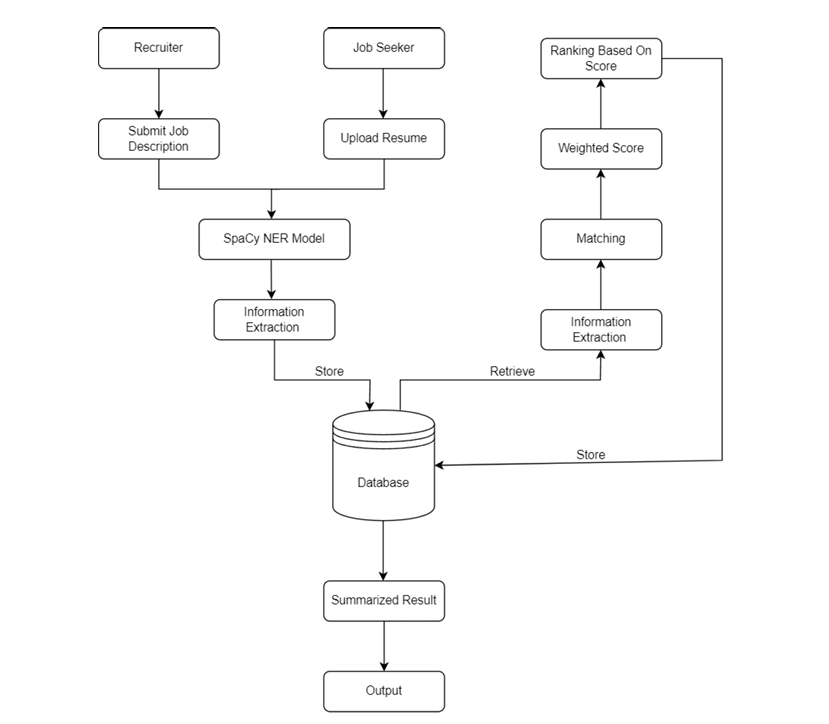 Recruiter
Job Seeker
Ranking Based On
Score
Submit Job
Description
Upload Resume
Weighted Score
SpaCy NER Model
Matching
Information
Extraction
Information
Extraction
Store
Retrieve
Store
Database
Summarized Result
Output